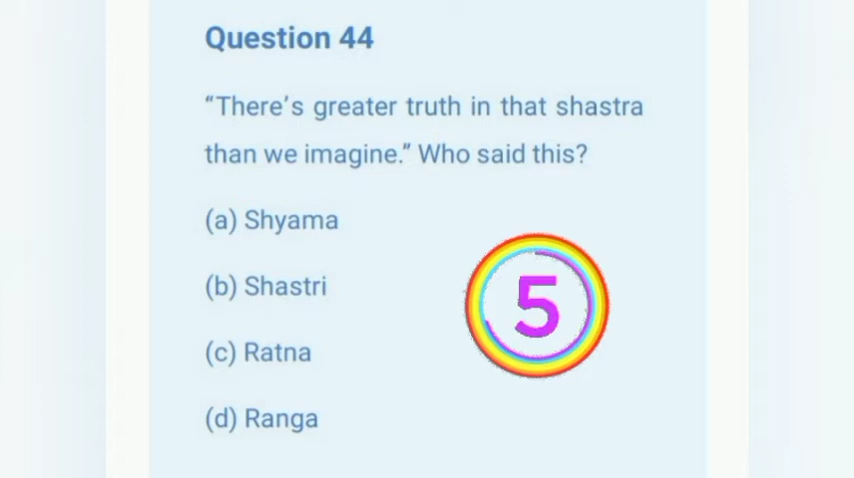 Question 44
“There’s greater truth in that shastra
than we imagine.” Who said this?
(a) Shyama
(b) Shastri
5
(c) Ratna
(d) Ranga